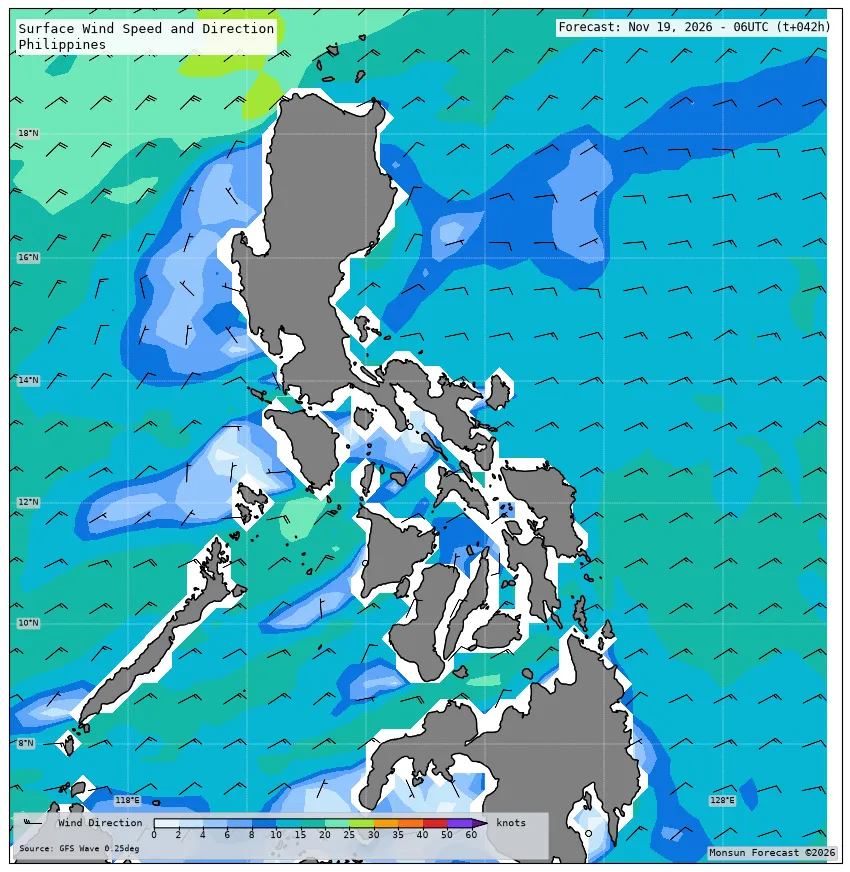 Surface Wind Speed and Direction
Philippines
Forecast: Nov 19, 2026 - 06UTC (t+042h)
18°N
16°N
14°N
12°N
10°N
8°N
118°E
128°E
Wind Direction
0 2 4 6 8 10 15 20 25 30 35 40 50 60
knots
Source: GFS Wave 0.25deg
Monsun Forecast ©2026